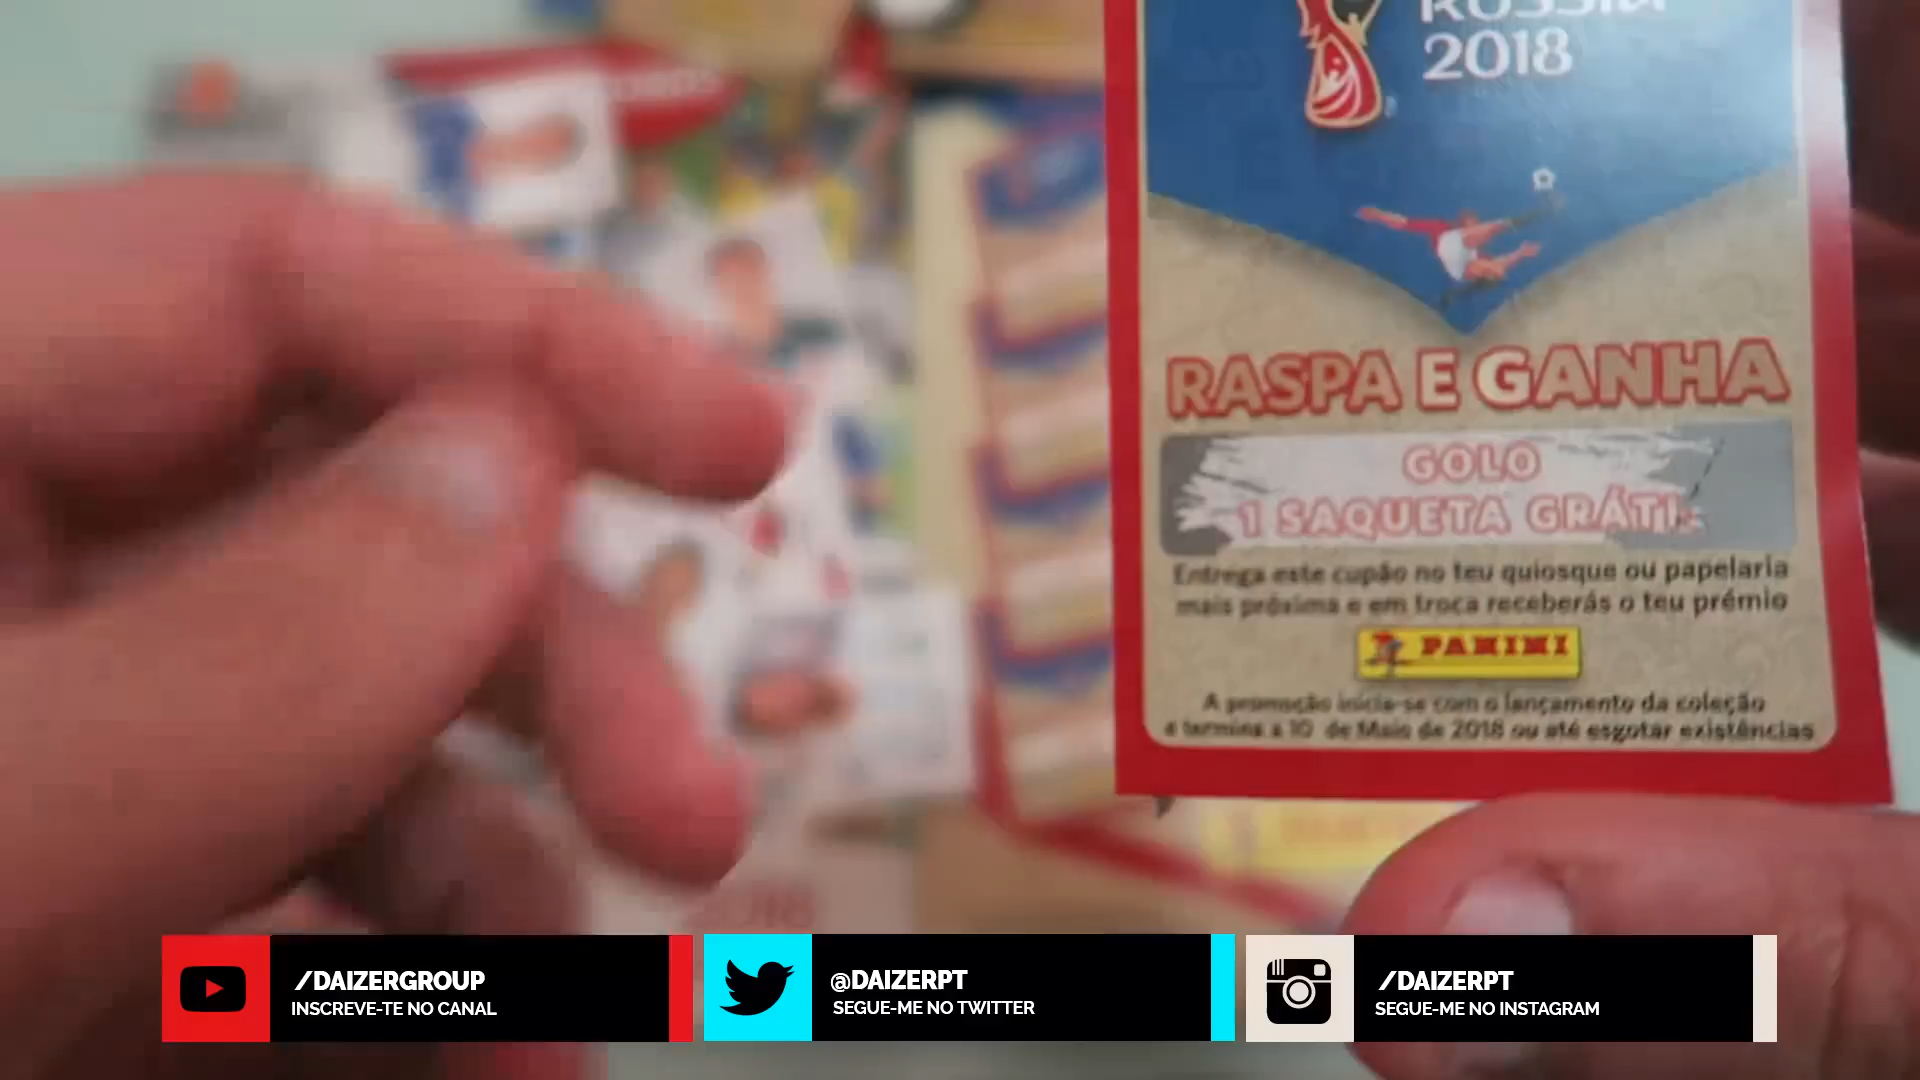 RUSSIA
2018
RASPA E GANHA
GOLO
1 SAQUETA GRÁTIS
Entrega este cupão no teu quiosque ou papelaria
mais próxima e em troca receberás o teu prémio
PANINI
A promoção inicia-se com o lançamento da coleção
e termina a 10 de Maio de 2018 ou até esgotar existências
2018
/DAIZERGROUP
INSCREVE-TE NO CANAL
@DAIZERPT
SEGUE-ME NO TWITTER
/DAIZERPT
SEGUE-ME NO INSTAGRAM